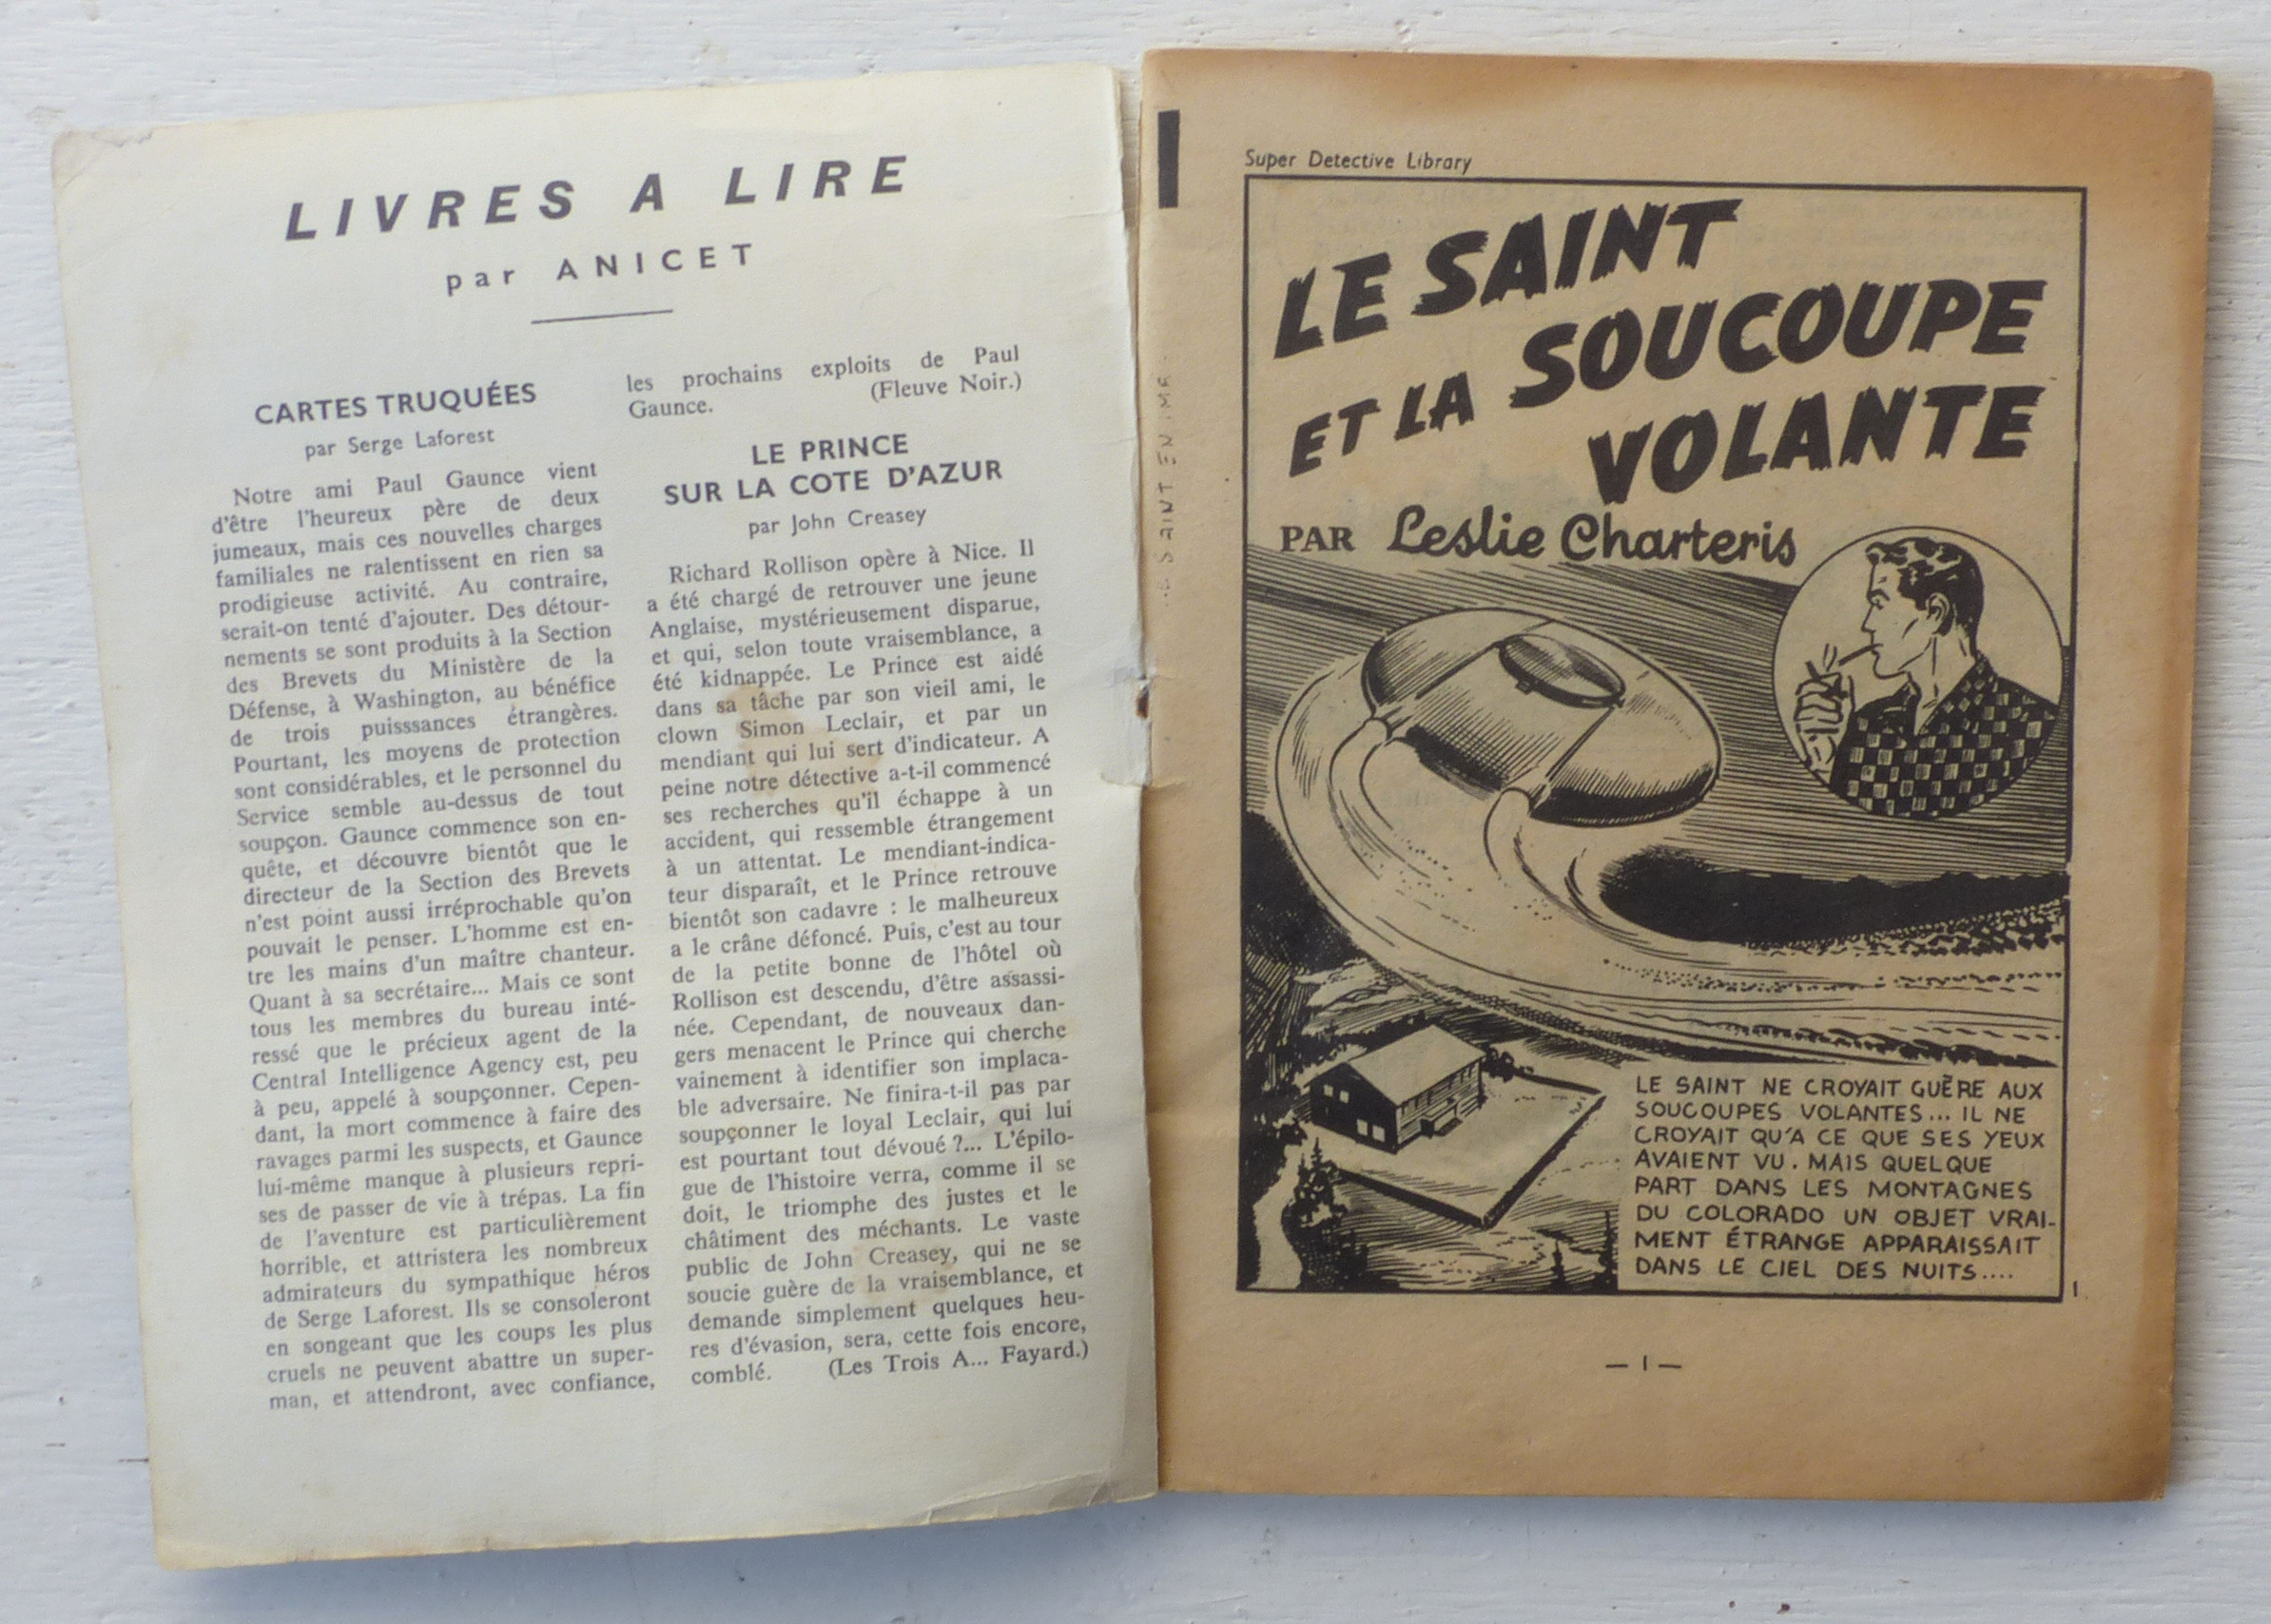 LIVRES A LIRE
par ANICET
CARTES TRUQUÉES
par Serge Laforest
Notre ami Paul Gaunce vient
d'être l'heureux père de deux
jumeaux, mais ces nouvelles charges
familiales ne ralentissent en rien sa
prodigieuse activité. Au contraire,
serait-on tenté d'ajouter. Des détour-
nements se sont produits à la Section
des Brevets du Ministère de la
Défense, à Washington, au bénéfice
de trois puisssances étrangères.
Pourtant, les moyens de protection
sont considérables, et le personnel du
Service semble au-dessus de tout
soupçon. Gaunce commence son en-
quête, et découvre bientôt que le
directeur de la Section des Brevets
n'est point aussi irréprochable qu'on
pouvait le penser. L'homme est en-
tre les mains d'un maître chanteur.
Quant à sa secrétaire... Mais ce sont
tous les membres du bureau inté-
ressé que le précieux agent de la
Central Intelligence Agency est, peu
à peu, appelé à soupçonner. Cepen-
dant, la mort commence à faire des
ravages parmi les suspects, et Gaunce
lui-même manque à plusieurs repri-
ses de passer de vie à trépas. La fin
de l'aventure est particulièrement
horrible, et attristera les nombreux
admirateurs du sympathique héros
de Serge Laforest. Ils se consoleront
en songeant que les coups les plus
cruels ne peuvent abattre un super-
man, et attendront, avec confiance,
les prochains exploits de Paul
Gaunce. (Fleuve Noir.)
LE PRINCE
SUR LA COTE D'AZUR
par John Creasey
Richard Rollison opère à Nice. Il
a été chargé de retrouver une jeune
Anglaise, mystérieusement disparue,
et qui, selon toute vraisemblance, a
été kidnappée. Le Prince est aidé
dans sa tâche par son vieil ami, le
clown Simon Leclair, et par un
mendiant qui lui sert d'indicateur. A
peine notre détective a-t-il commencé
ses recherches qu'il échappe à un
accident, qui ressemble étrangement
à un attentat. Le mendiant-indica-
teur disparaît, et le Prince retrouve
bientôt son cadavre : le malheureux
a le crâne défoncé. Puis, c'est au tour
de la petite bonne de l'hôtel où
Rollison est descendu, d'être assassi-
née. Cependant, de nouveaux dan-
gers menacent le Prince qui cherche
vainement à identifier son implaca-
ble adversaire. Ne finira-t-il pas par
soupçonner le loyal Leclair, qui lui
est pourtant tout dévoué ?... L'épilo-
gue de l'histoire verra, comme il se
doit, le triomphe des justes et le
châtiment des méchants. Le vaste
public de John Creasey, qui ne se
soucie guère de la vraisemblance, et
demande simplement quelques heu-
res d'évasion, sera, cette fois encore,
comblé. (Les Trois A... Fayard.)
SAINT EN IMA
Super Detective Library
LE SAINT
ET LA SOUCOUPE
VOLANTE
PAR Leslie Charteris
LE SAINT NE CROYAIT GUÈRE AUX
SOUCOUPES VOLANTES... IL NE
CROYAIT QU'A CE QUE SES YEUX
AVAIENT VU. MAIS QUELQUE
PART DANS LES MONTAGNES
DU COLORADO UN OBJET VRAI-
MENT ÉTRANGE APPARAISSAIT
DANS LE CIEL DES NUITS....
1
— 1 —